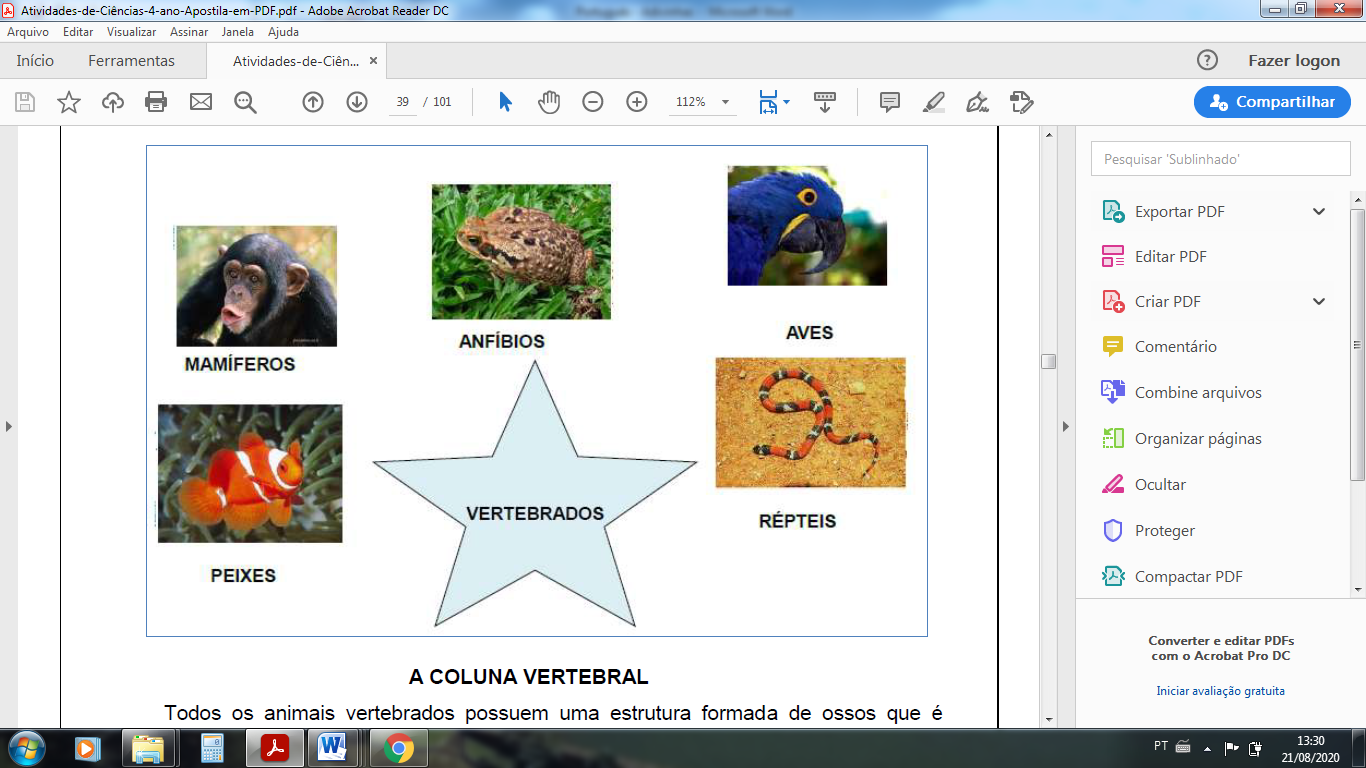 Atividades-de-Ciências-4-ano-Apostila-em-PDF.pdf - Adobe Acrobat Reader DC
Arquivo Editar Visualizar Assinar Janela Ajuda
Início Ferramentas Atividades-de-Ciên... × Fazer logon
39 / 101 112% Compartilhar
MAMÍFEROS
ANFÍBIOS
AVES
PEIXES
VERTEBRADOS
RÉPTEIS
A COLUNA VERTEBRAL
Todos os animais vertebrados possuem uma estrutura formada de ossos que é
Pesquisar 'Sublinhado'
Exportar PDF
Editar PDF
Criar PDF
Comentário
Combine arquivos
Organizar páginas
Ocultar
Proteger
Compactar PDF
Converter e editar PDFs
com o Acrobat Pro DC
Iniciar avaliação gratuita
PT 13:30
21/08/2020